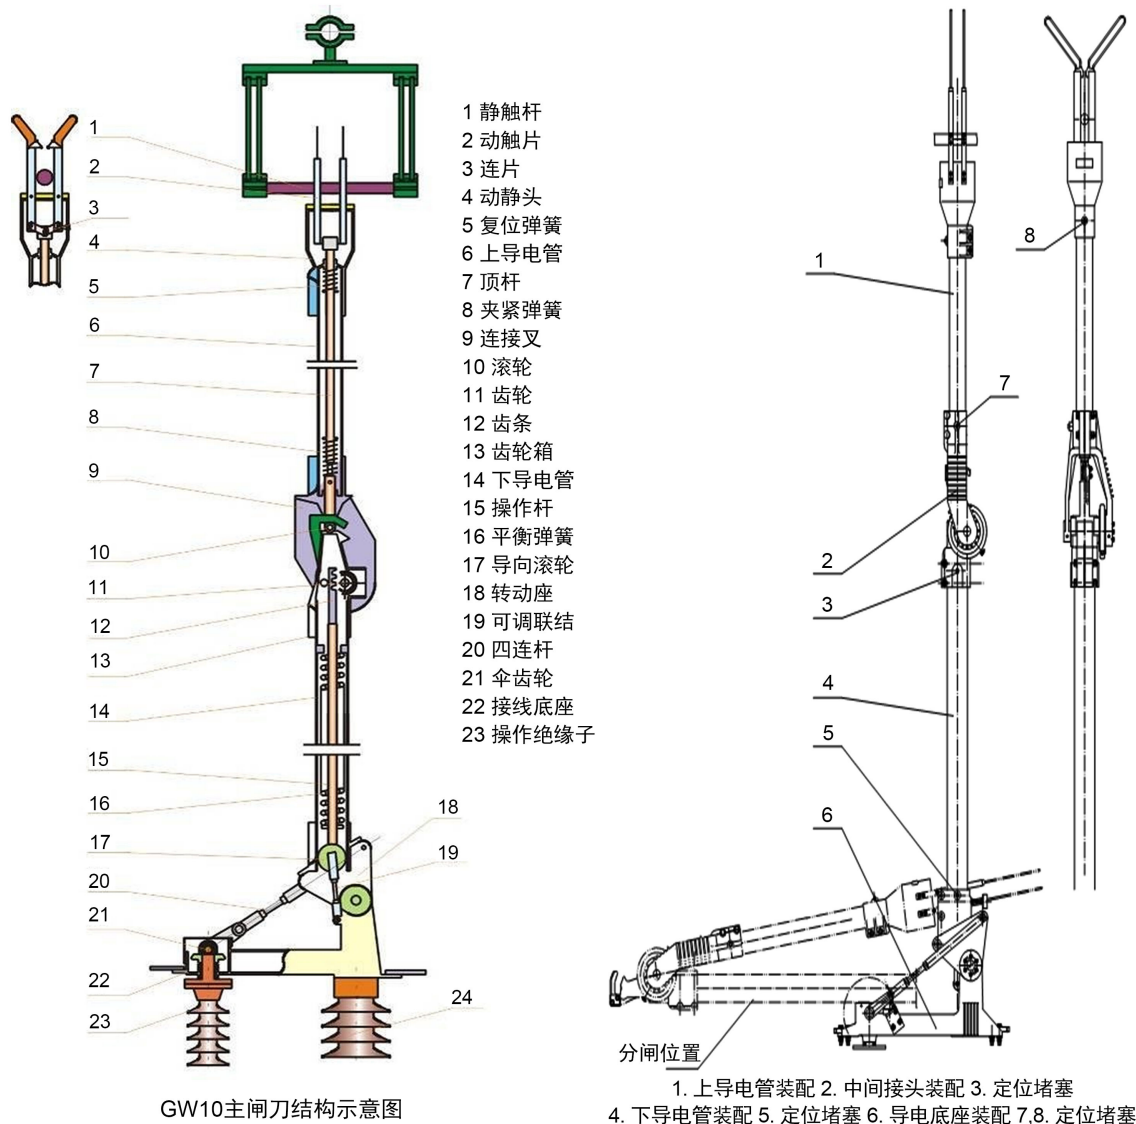 1
2
3
4
5
6
7
8
9
10
11
12
13
14
15
16
17
18
19
20
21
22
23
24
1 静触杆
2 动触片
3 连片
4 动静头
5 复位弹簧
6 上导电管
7 顶杆
8 夹紧弹簧
9 连接叉
10 滚轮
11 齿轮
12 齿条
13 齿轮箱
14 下导电管
15 操作杆
16 平衡弹簧
17 导向滚轮
18 转动座
19 可调联结
20 四连杆
21 伞齿轮
22 接线底座
23 操作绝缘子
GW10主闸刀结构示意图
1
2
3
4
5
6
7
8
分闸位置
1. 上导电管装配 2. 中间接头装配 3. 定位堵塞
4. 下导电管装配 5. 定位堵塞 6. 导电底座装配 7,8. 定位堵塞